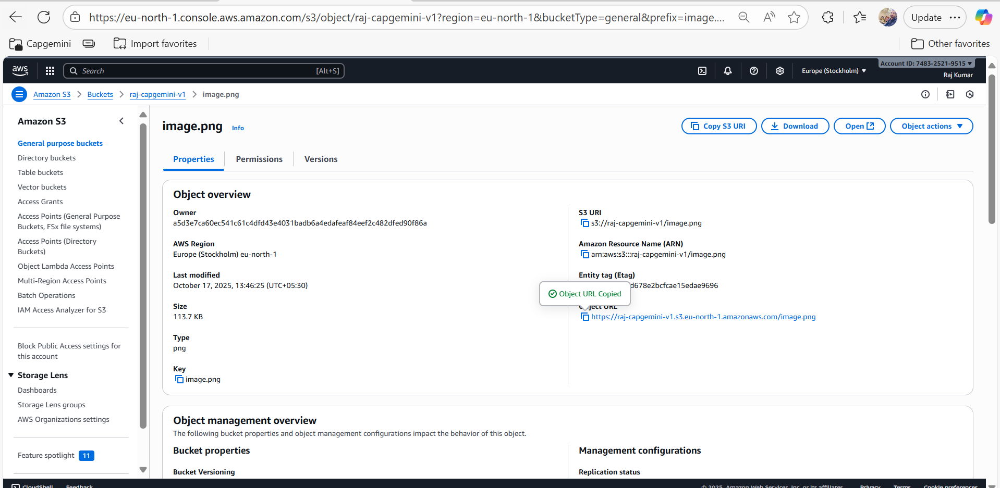 https://eu-north-1.console.aws.amazon.com/s3/object/raj-capgemini-v1?region=eu-north-1&bucketType=general&prefix=image....
Update
Capgemini
Import favorites
Other favorites
aws
Search
[Alt+S]
Europe (Stockholm)
Account ID: 7483-2521-9515
Raj Kumar
Amazon S3
Buckets
raj-capgemini-v1
image.png
Amazon S3
General purpose buckets
Directory buckets
Table buckets
Vector buckets
Access Grants
Access Points (General Purpose
Buckets, FSx file systems)
Access Points (Directory
Buckets)
Object Lambda Access Points
Multi-Region Access Points
Batch Operations
IAM Access Analyzer for S3
Block Public Access settings for
this account
Storage Lens
Dashboards
Storage Lens groups
AWS Organizations settings
Feature spotlight 11
image.png Info
Copy S3 URI
Download
Open
Object actions
Properties
Permissions
Versions
Object overview
Owner
a5d3e7ca60ec541c61c4dfd43e4031badb6a4edafeaf84eef2c482dfed90f86a
AWS Region
Europe (Stockholm) eu-north-1
Last modified
October 17, 2025, 13:46:25 (UTC+05:30)
Size
113.7 KB
Type
png
Key
image.png
S3 URI
s3://raj-capgemini-v1/image.png
Amazon Resource Name (ARN)
arn:aws:s3:::raj-capgemini-v1/image.png
Entity tag (Etag)
d678e2bcfcae15edae9696
Object URL Copied
Object URL
https://raj-capgemini-v1.s3.eu-north-1.amazonaws.com/image.png
Object management overview
The following bucket properties and object management configurations impact the behavior of this object.
Bucket properties
Bucket Versioning
Management configurations
Replication status
CloudShell
Feedback
© 2025, Amazon Web Services, Inc. or its affiliates.
Privacy
Terms
Cookie preferences